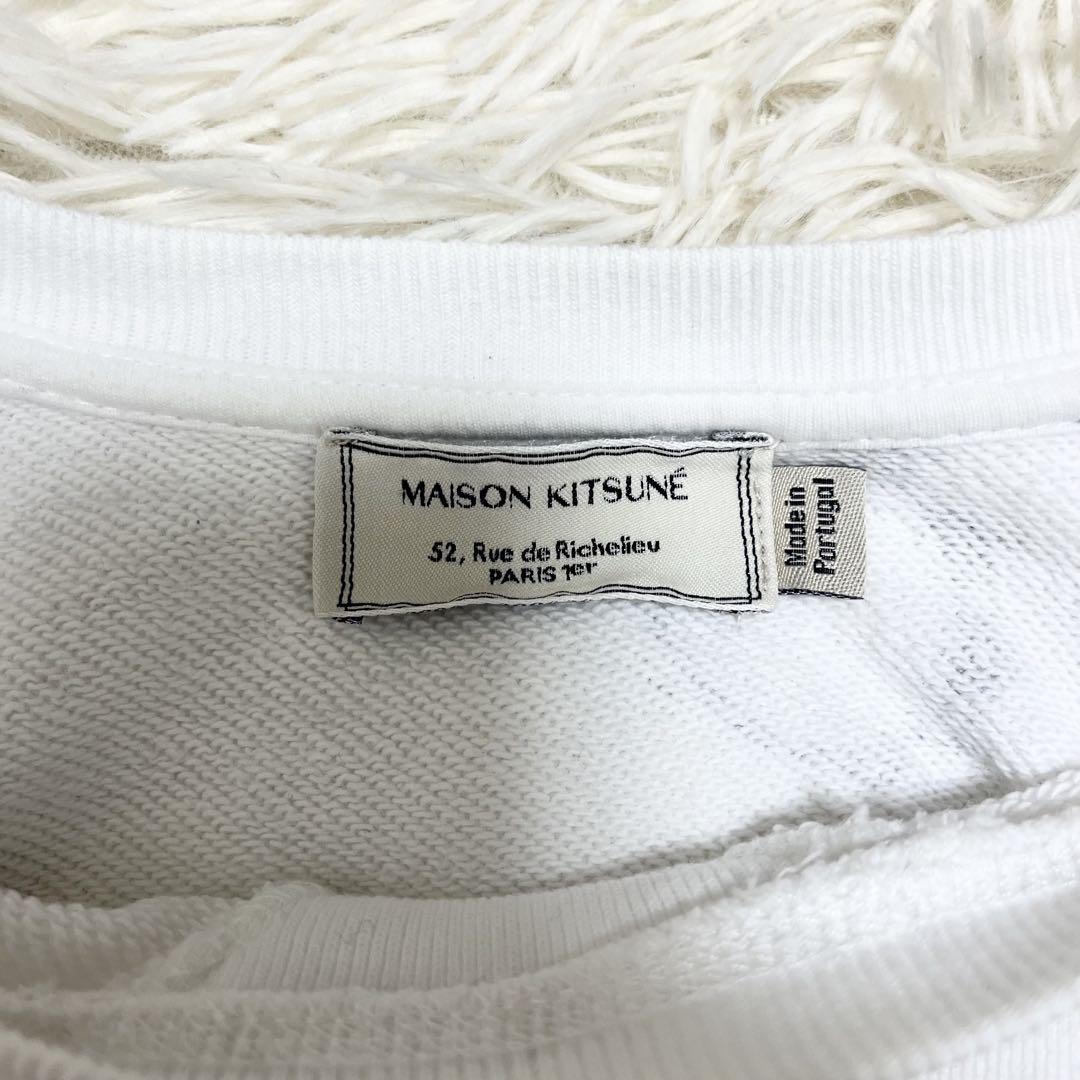 MAISON KITSUNÉ
52, Rue de Richelieu
PARIS 1er
Made in
Portugal